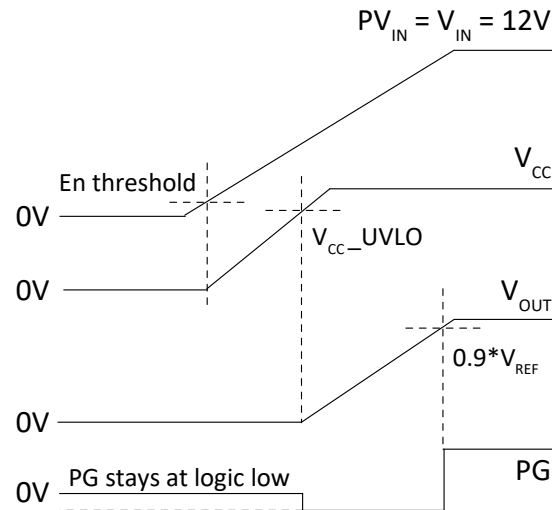 PV_IN = V_IN = 12V
En threshold
0V
V_CC
V_CC_UVLO
0V
V_OUT
0.9*V_REF
0V
PG stays at logic low
PG
0V